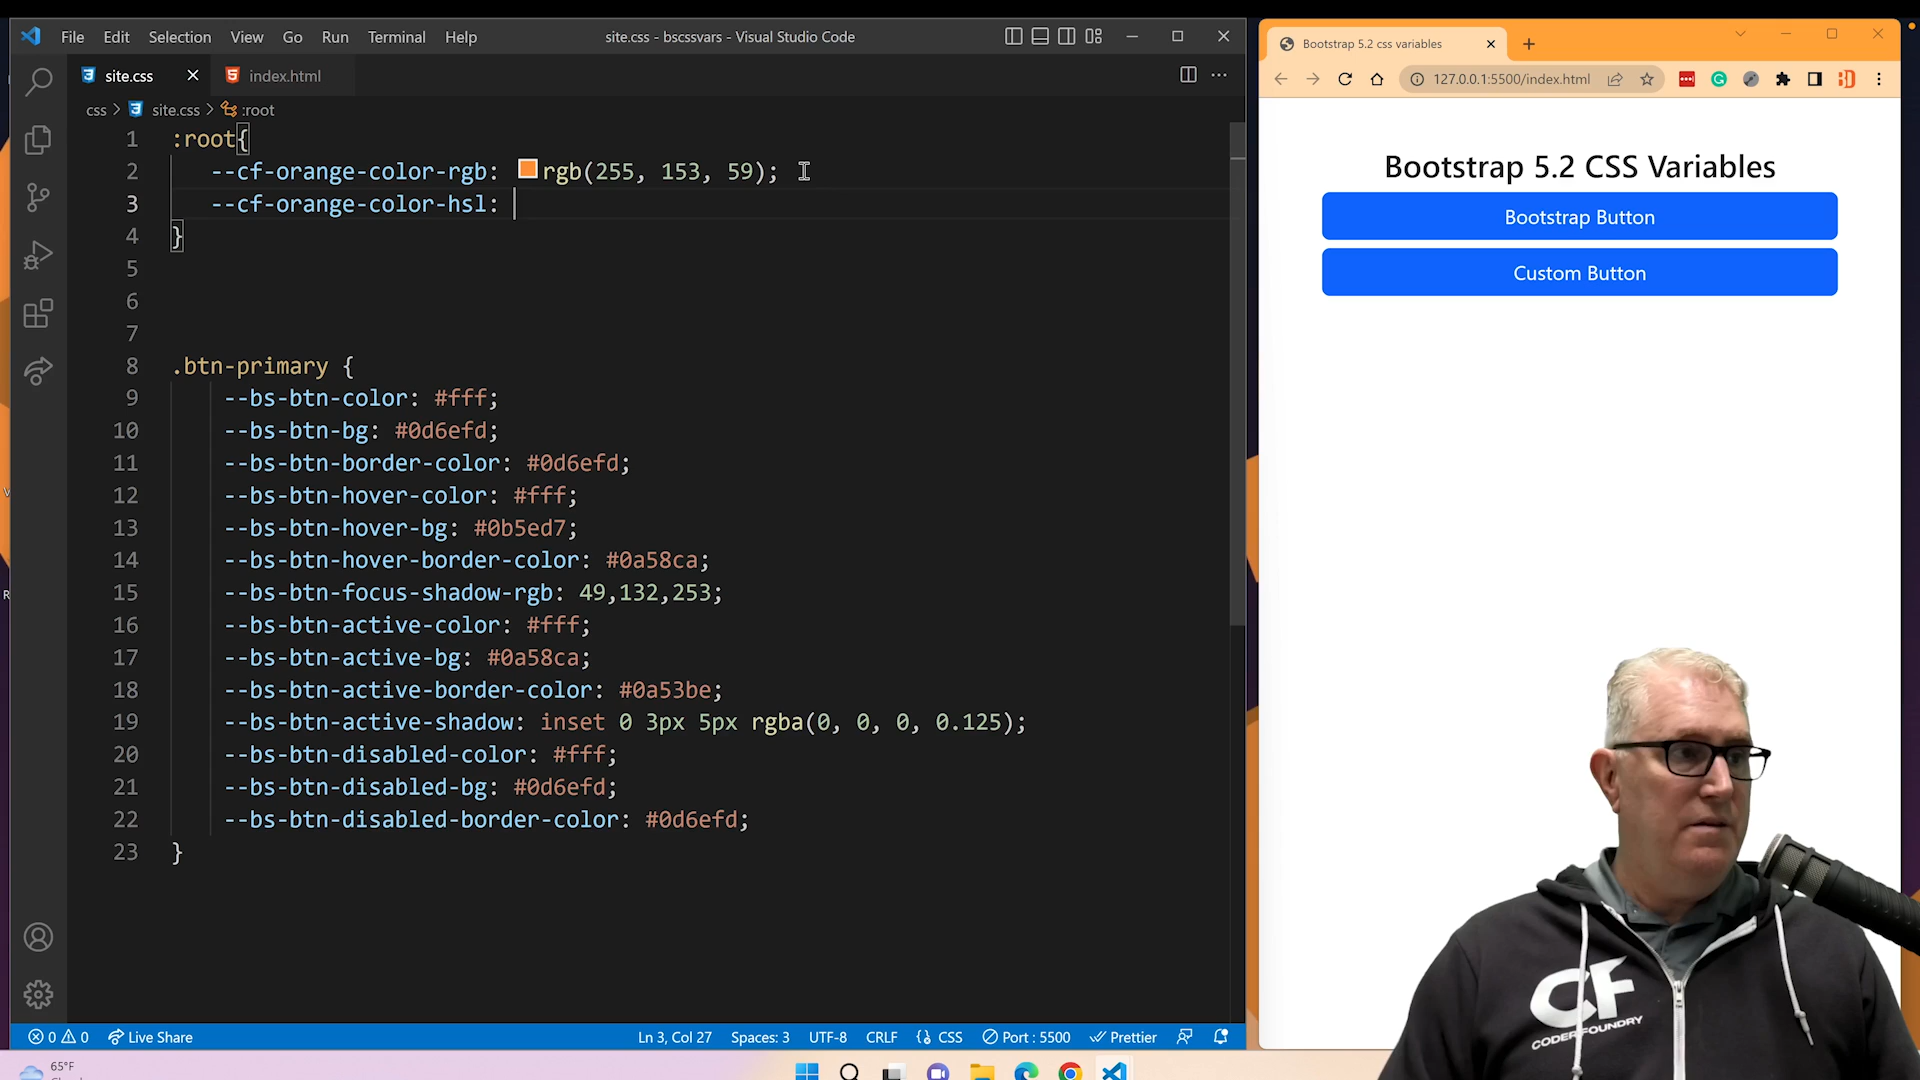 File Edit Selection View Go Run Terminal Help
site.css - bscssvars - Visual Studio Code
site.css
index.html
css > site.css > :root
1 :root{
2 --cf-orange-color-rgb: rgb(255, 153, 59);
3 --cf-orange-color-hsl:
4 }
5
6
7
8 .btn-primary {
9 --bs-btn-color: #fff;
10 --bs-btn-bg: #0d6efd;
11 --bs-btn-border-color: #0d6efd;
12 --bs-btn-hover-color: #fff;
13 --bs-btn-hover-bg: #0b5ed7;
14 --bs-btn-hover-border-color: #0a58ca;
15 --bs-btn-focus-shadow-rgb: 49,132,253;
16 --bs-btn-active-color: #fff;
17 --bs-btn-active-bg: #0a58ca;
18 --bs-btn-active-border-color: #0a53be;
19 --bs-btn-active-shadow: inset 0 3px 5px rgba(0, 0, 0, 0.125);
20 --bs-btn-disabled-color: #fff;
21 --bs-btn-disabled-bg: #0d6efd;
22 --bs-btn-disabled-border-color: #0d6efd;
23 }
0 0 Live Share
Ln 3, Col 27 Spaces: 3 UTF-8 CRLF {} CSS Port : 5500 Prettier
65°F
Bootstrap 5.2 css variables
127.0.0.1:5500/index.html
Bootstrap 5.2 CSS Variables
Bootstrap Button
Custom Button
CF
CODERFOUNDRY